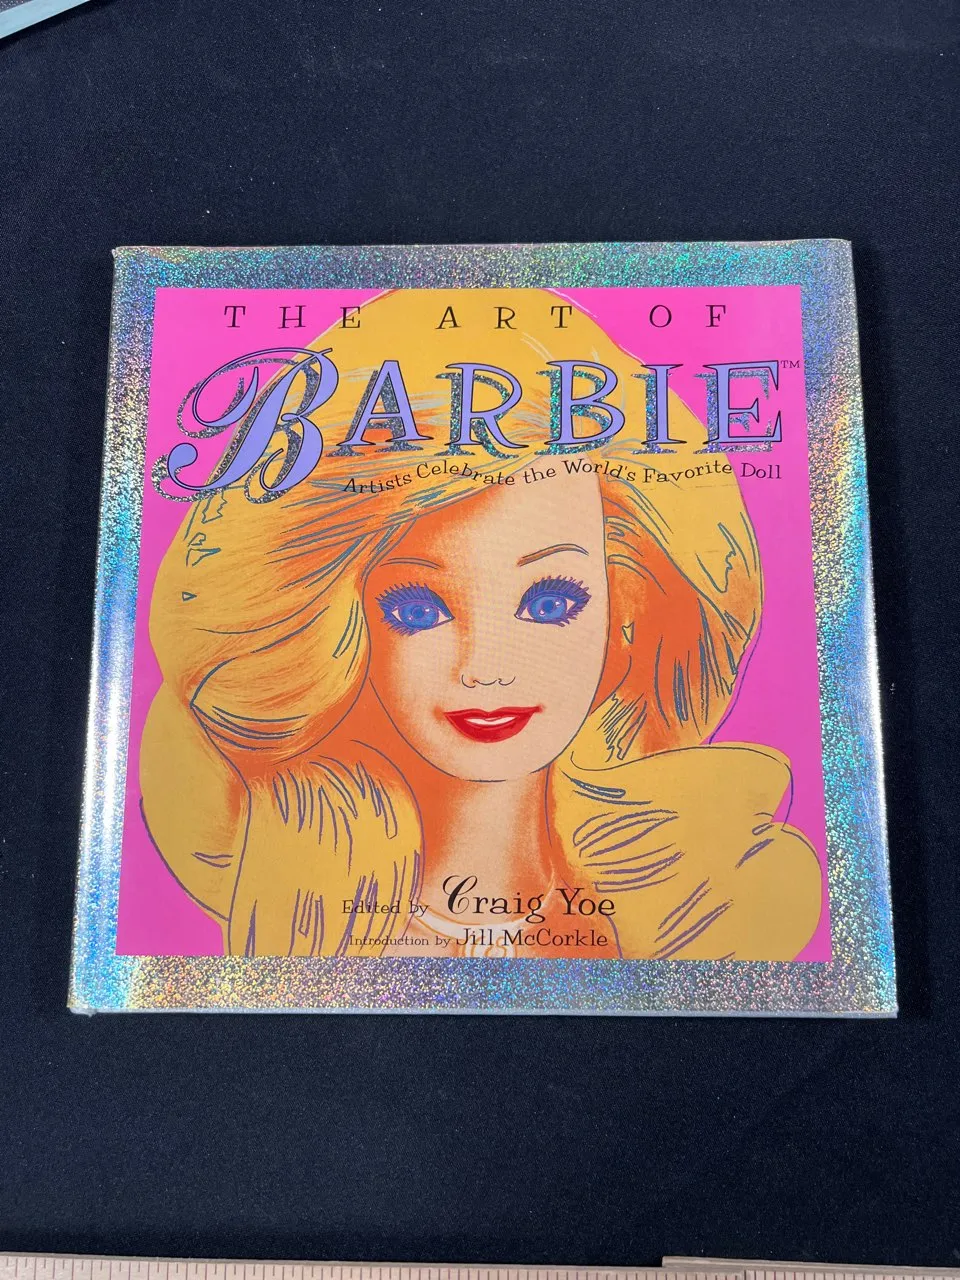 THE ART OF
BARBIE™
Artists Celebrate the World's Favorite Doll
Edited by Craig Yoe
Introduction by Jill McCorkle